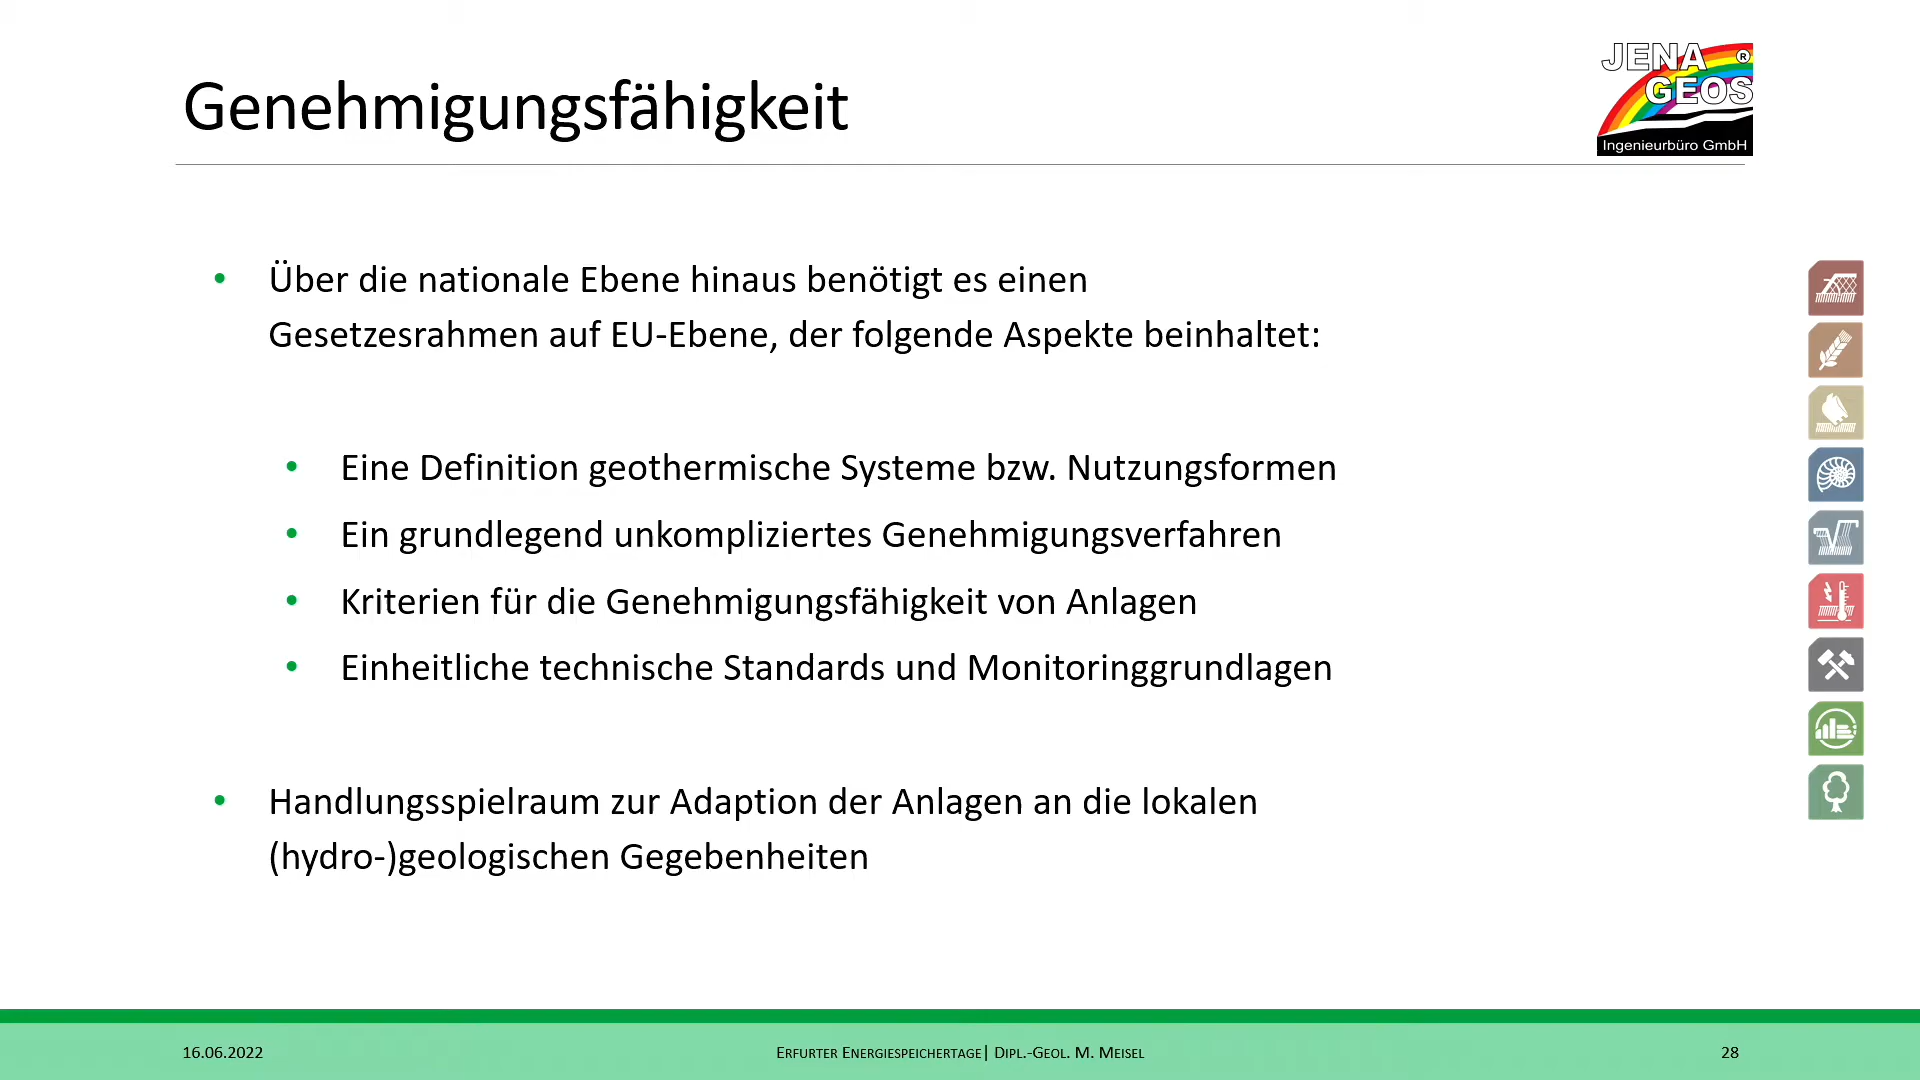 Genehmigungsfähigkeit
JENA ®
GEOS
Ingenieurbüro GmbH
• Über die nationale Ebene hinaus benötigt es einen
Gesetzesrahmen auf EU-Ebene, der folgende Aspekte beinhaltet:
• Eine Definition geothermische Systeme bzw. Nutzungsformen
• Ein grundlegend unkompliziertes Genehmigungsverfahren
• Kriterien für die Genehmigungsfähigkeit von Anlagen
• Einheitliche technische Standards und Monitoringgrundlagen
• Handlungsspielraum zur Adaption der Anlagen an die lokalen
(hydro-)geologischen Gegebenheiten
16.06.2022
Erfurter Energiespeichertage| Dipl.-Geol. M. Meisel
28